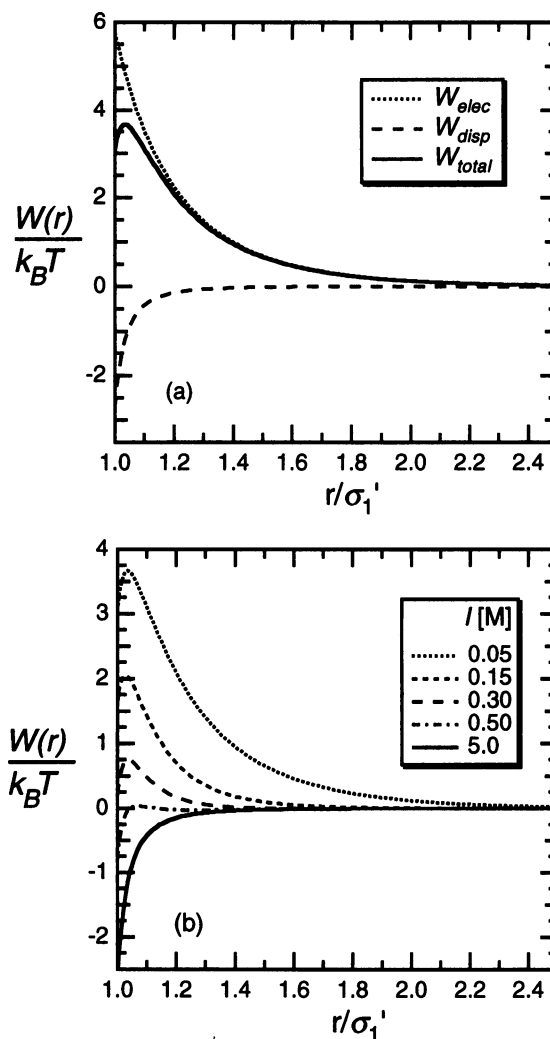 6
4
2
0
-2
W(r)
k_BT
W_elec
W_disp
W_total
(a)
1.0 1.2 1.4 1.6 1.8 2.0 2.2 2.4
r/σ₁'
4
3
2
1
0
-1
-2
W(r)
k_BT
I [M]
0.05
0.15
0.30
0.50
5.0
(b)
1.0 1.2 1.4 1.6 1.8 2.0 2.2 2.4
r/σ₁'